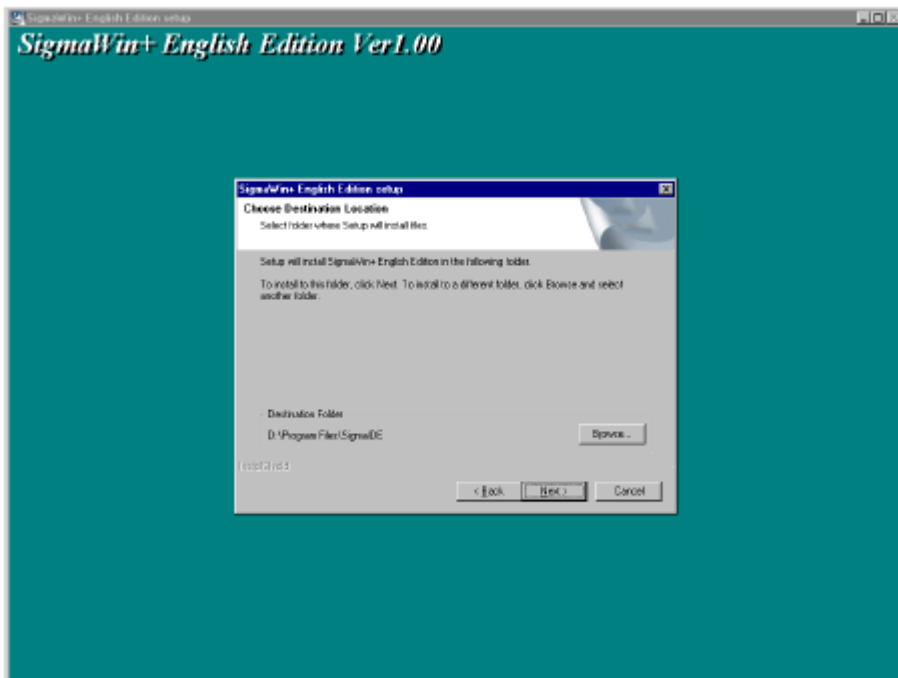 SigmaWin+ English Edition setup
SigmaWin+ English Edition Ver1.00
SigmaWin+ English Edition setup
Choose Destination Location
Select folder where Setup will install files.
Setup will install SigmaWin+ English Edition in the following folder.
To install to this folder, click Next. To install to a different folder, click Browse and select
another folder.
Destination Folder
D:\Program Files\SigmaIDE
Browse...
InstallShield
< Back Next > Cancel